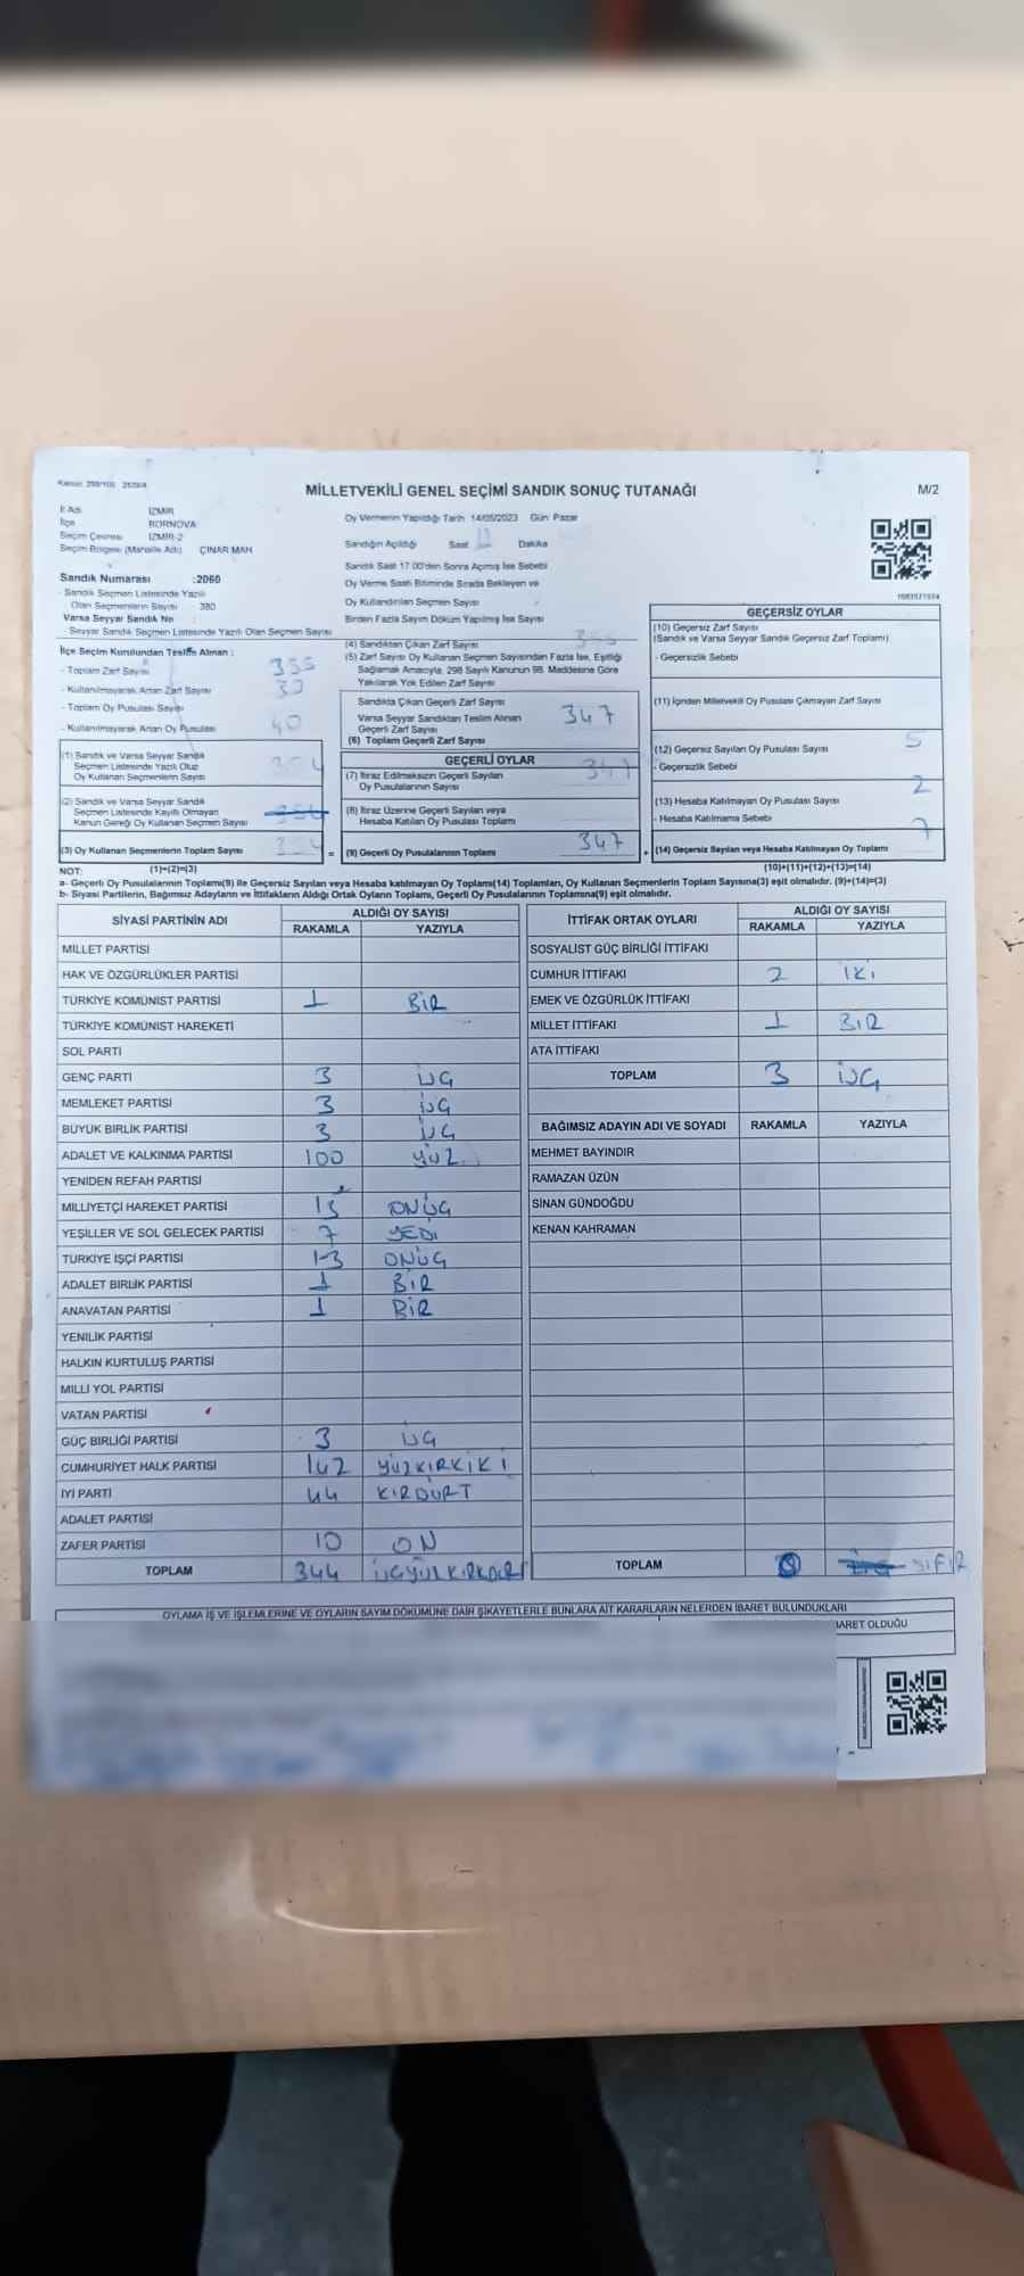 MİLLETVEKİLİ GENEL SEÇİMİ SANDIK SONUÇ TUTANAĞI
M/2
İl Adı İZMİR
İlçe BORNOVA
Seçim Çevresi İZMİR-2
Seçim Bölgesi (Mahalle Adı) ÇINAR MAH
Sandık Numarası :2060
- Sandık Seçmen Listesinde Yazılı
Olan Seçmenlerin Sayısı 380
Varsa Seyyar Sandık No
- Seyyar Sandık Seçmen Listesinde Yazılı Olan Seçmen Sayısı
İlçe Seçim Kurulundan Teslim Alınan :
- Toplam Zarf Sayısı 355
- Kullanılmayarak Artan Zarf Sayısı
- Toplam Oy Pusulası Sayısı
- Kullanılmayarak Artan Oy Pusulası 40
(1) Sandık ve Varsa Seyyar Sandık
Seçmen Listesinde Yazılı Olup
Oy Kullanan Seçmenlerin Sayısı 354
(2) Sandık ve Varsa Seyyar Sandık
Seçmen Listesinde Kayıtlı Olmayan
Kanun Gereği Oy Kullanan Seçmen Sayısı
(3) Oy Kullanan Seçmenlerin Toplam Sayısı
Oy Vermenin Yapıldığı Tarih 14/05/2023 Gün Pazar
Sandığın Açıldığı Saat Dakika
Sandık Saat 17.00'den Sonra Açılmış İse Sebebi
Oy Verme Saati Bitiminde Sırada Bekleyen ve
Oy Kullandırılan Seçmen Sayısı
Birden Fazla Sayım Döküm Yapılmış İse Sayısı
(4) Sandıktan Çıkan Zarf Sayısı 355
(5) Zarf Sayısı Oy Kullanan Seçmen Sayısından Fazla İse, Eşitliği
Sağlamak Amacıyla, 298 Sayılı Kanunun 98. Maddesine Göre
Yakılarak Yok Edilen Zarf Sayısı
Sandıkta Çıkan Geçerli Zarf Sayısı
Varsa Seyyar Sandıktan Teslim Alınan
Geçerli Zarf Sayısı
(6) Toplam Geçerli Zarf Sayısı 347
GEÇERLİ OYLAR
(7) İtiraz Edilmeksizin Geçerli Sayılan
Oy Pusulalarının Sayısı 347
(8) İtiraz Üzerine Geçerli Sayılan veya
Hesaba Katılan Oy Pusulası Toplamı
= (9) Geçerli Oy Pusulalarının Toplamı 347 +
GEÇERSİZ OYLAR
(10) Geçersiz Zarf Sayısı
(Sandık ve Varsa Seyyar Sandık Geçersiz Zarf Toplamı)
- Geçersizlik Sebebi
(11) İçinden Milletvekili Oy Pusulası Çıkmayan Zarf Sayısı
(12) Geçersiz Sayılan Oy Pusulası Sayısı 5
- Geçersizlik Sebebi
(13) Hesaba Katılmayan Oy Pusulası Sayısı 2
- Hesaba Katılmama Sebebi
(14) Geçersiz Sayılan veya Hesaba Katılmayan Oy Toplamı 7
NOT: (1)+(2)=(3) (10)+(11)+(12)+(13)=(14)
a- Geçerli Oy Pusulalarının Toplamı(9) ile Geçersiz Sayılan veya Hesaba katılmayan Oy Toplamı(14) Toplamları, Oy Kullanan Seçmenlerin Toplam Sayısına(3) eşit olmalıdır. (9)+(14)=(3)
b- Siyasi Partilerin, Bağımsız Adayların ve İttifakların Aldığı Ortak Oyların Toplamı, Geçerli Oy Pusulalarının Toplamına(9) eşit olmalıdır.
SİYASİ PARTİNİN ADI ALDIĞI OY SAYISI
RAKAMLA YAZIYLA
MİLLET PARTİSİ
HAK VE ÖZGÜRLÜKLER PARTİSİ
TÜRKİYE KOMÜNİST PARTİSİ 1 BİR
TÜRKİYE KOMÜNİST HAREKETİ
SOL PARTİ
GENÇ PARTİ 3 ÜÇ
MEMLEKET PARTİSİ 3 ÜÇ
BÜYÜK BİRLİK PARTİSİ 3 ÜÇ
ADALET VE KALKINMA PARTİSİ 100 YÜZ
YENİDEN REFAH PARTİSİ
MİLLİYETÇİ HAREKET PARTİSİ 13 ONÜÇ
YEŞİLLER VE SOL GELECEK PARTİSİ 7 YEDİ
TÜRKİYE İŞÇİ PARTİSİ 13 ONÜÇ
ADALET BİRLİK PARTİSİ 1 BİR
ANAVATAN PARTİSİ 1 BİR
YENİLİK PARTİSİ
HALKIN KURTULUŞ PARTİSİ
MİLLİ YOL PARTİSİ
VATAN PARTİSİ
GÜÇ BİRLİĞİ PARTİSİ 3 ÜÇ
CUMHURİYET HALK PARTİSİ 142 YÜZKIRKİKİ
İYİ PARTİ 44 KIRDÖRT
ADALET PARTİSİ
ZAFER PARTİSİ 10 ON
TOPLAM 344 ÜÇYÜZKIRKDÖRT
İTTİFAK ORTAK OYLARI ALDIĞI OY SAYISI
RAKAMLA YAZIYLA
SOSYALİST GÜÇ BİRLİĞİ İTTİFAKI
CUMHUR İTTİFAKI 2 İKİ
EMEK VE ÖZGÜRLÜK İTTİFAKI
MİLLET İTTİFAKI 1 BİR
ATA İTTİFAKI
TOPLAM 3 ÜÇ
BAĞIMSIZ ADAYIN ADI VE SOYADI RAKAMLA YAZIYLA
MEHMET BAYINDIR
RAMAZAN ÜZÜN
SİNAN GÜNDOĞDU
KENAN KAHRAMAN
TOPLAM SIFIR
OYLAMA İŞ VE İŞLEMLERİNE VE OYLARIN SAYIM DÖKÜMÜNE DAİR ŞİKAYETLERLE BUNLARA AİT KARARLARIN NELERDEN İBARET BULUNDUKLARI
İBARET OLDUĞU